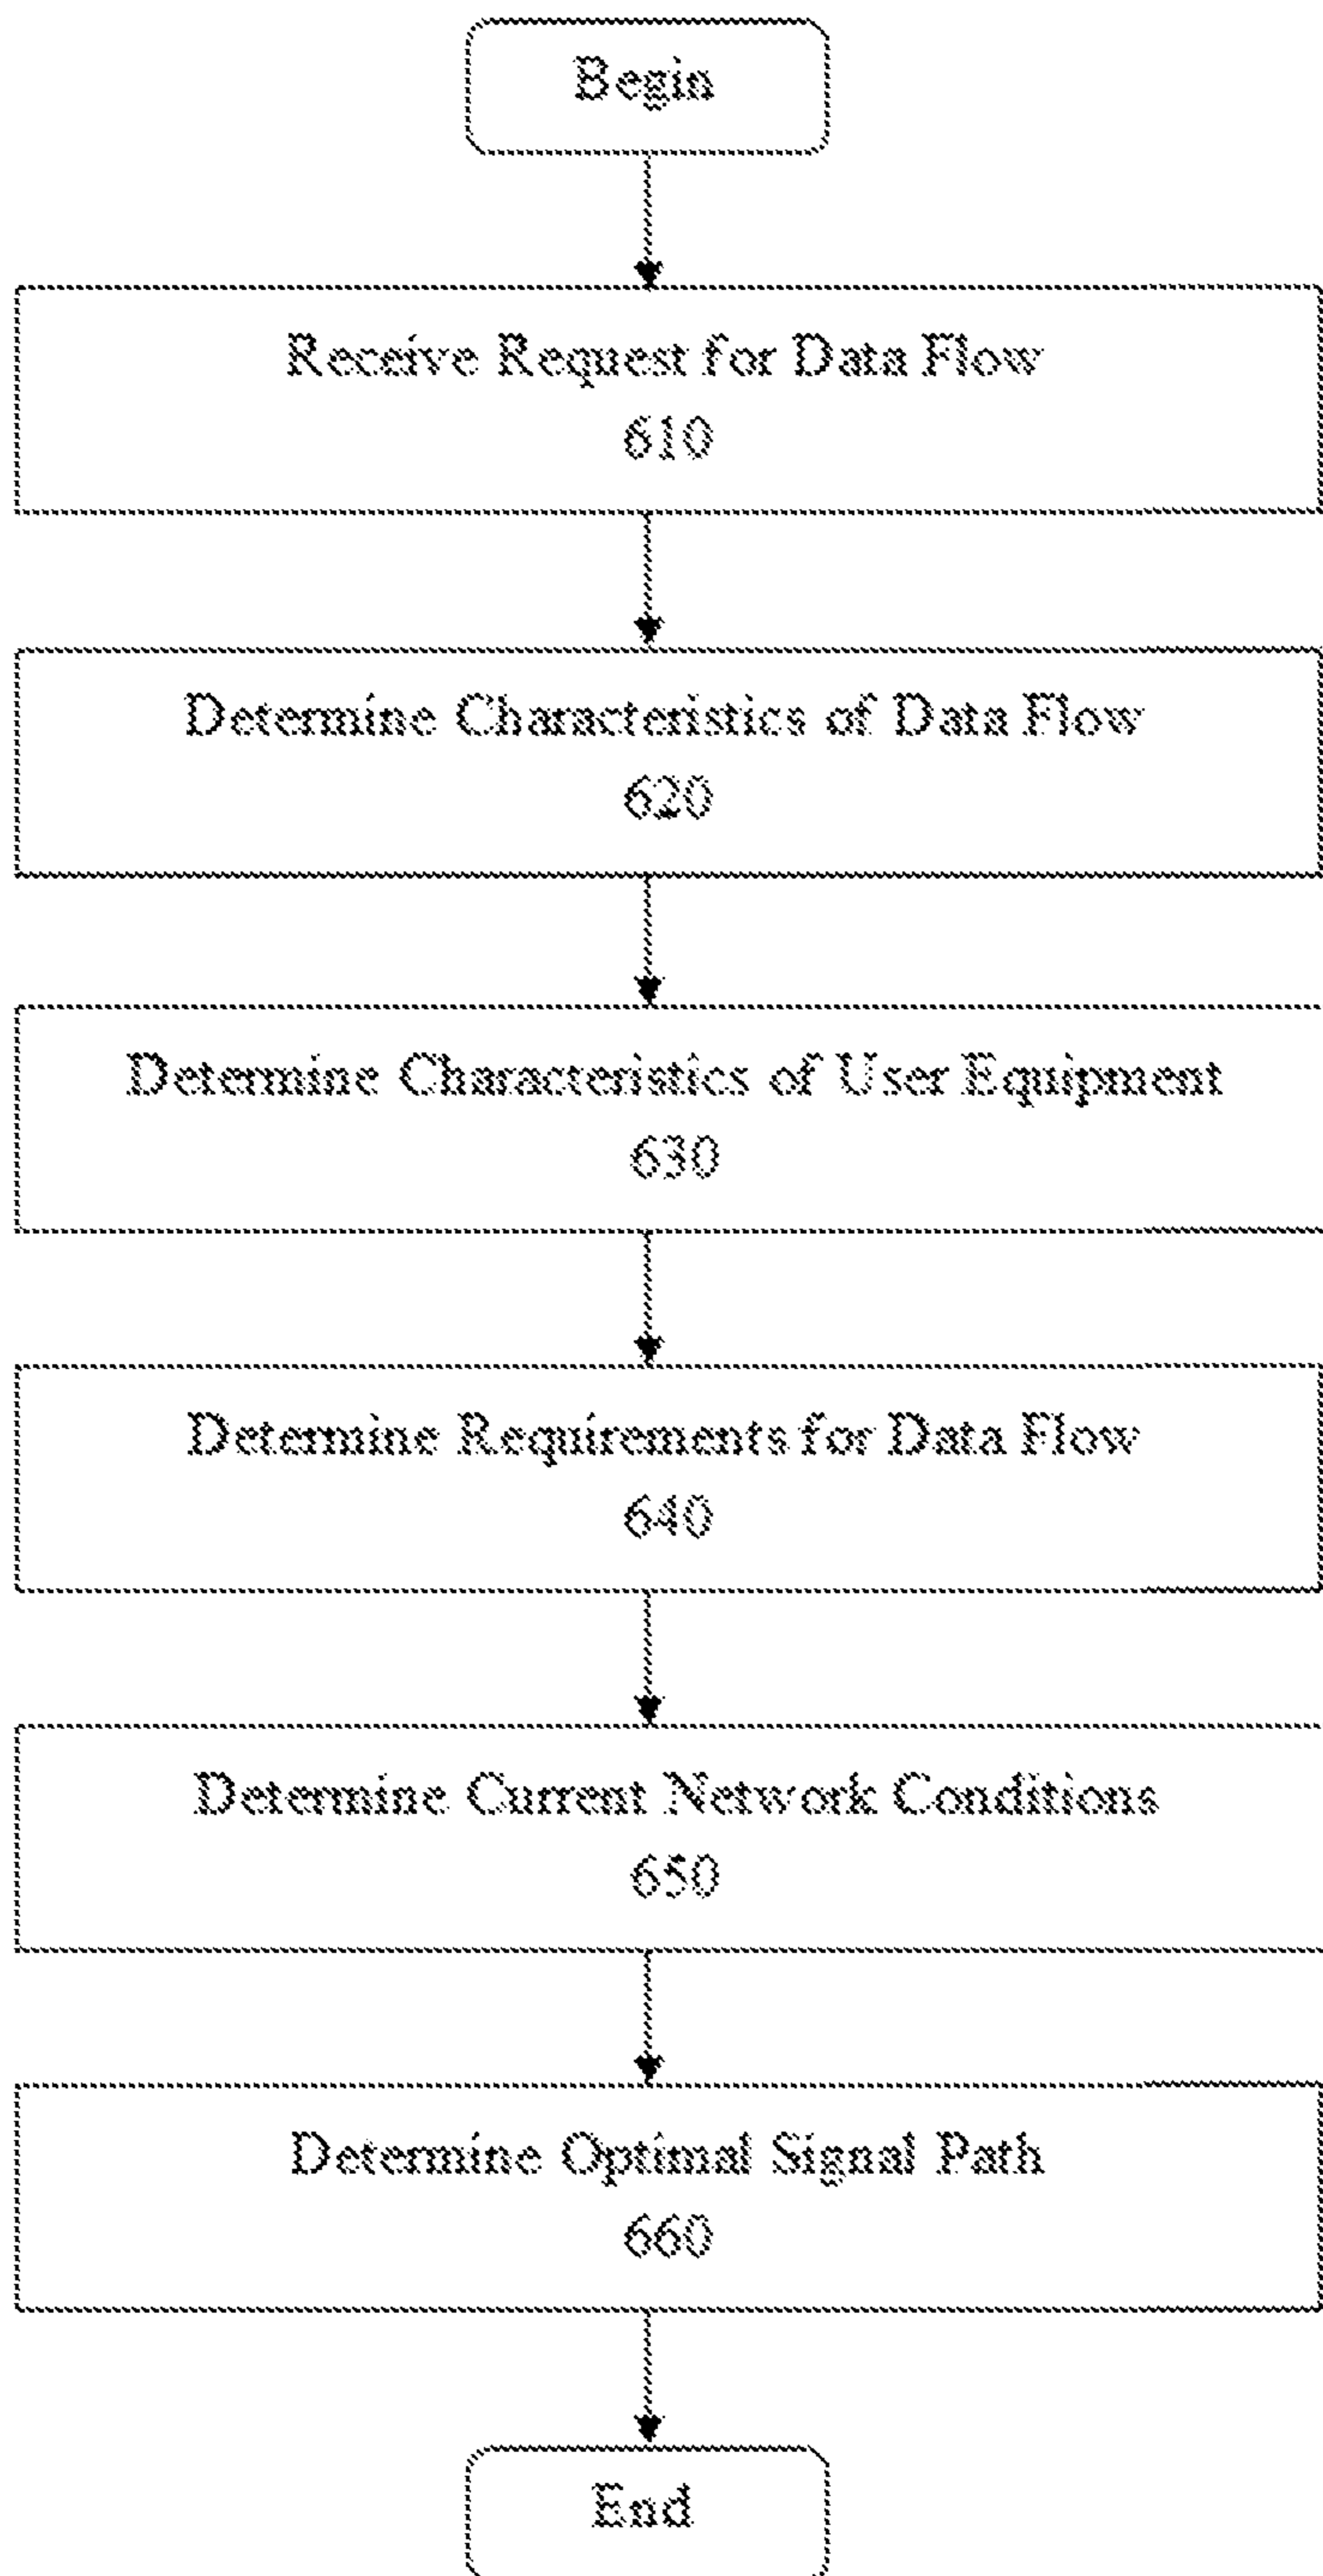 Begin
Receive Request for Data Flow
610
Determine Characteristics of Data Flow
620
Determine Characteristics of User Equipment
630
Determine Requirements for Data Flow
640
Determine Current Network Conditions
650
Determine Optimal Signal Path
660
End